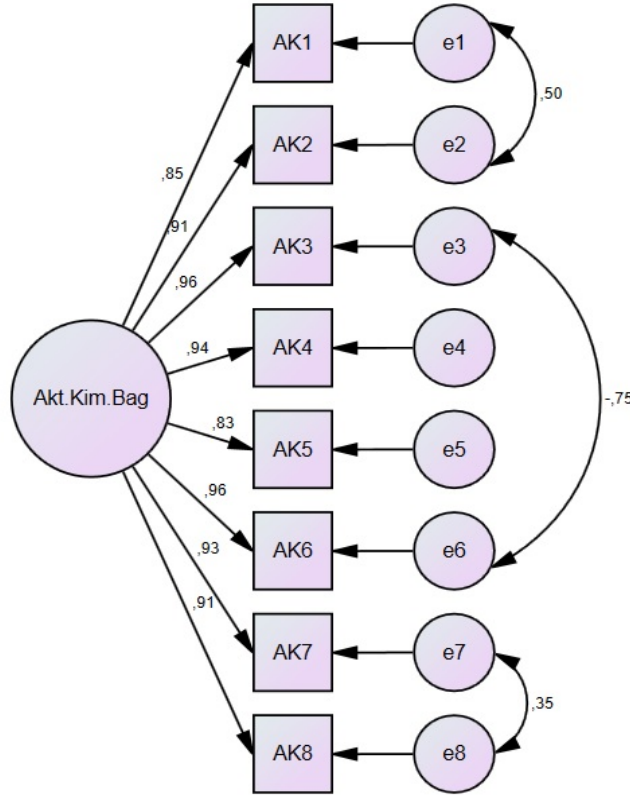 AK1
e1
,50
AK2
e2
,85
,91
AK3
e3
,96
AK4
e4
,94
Akt.Kim.Bag
-,75
AK5
e5
,83
AK6
e6
,96
,93
AK7
e7
,91
,35
AK8
e8